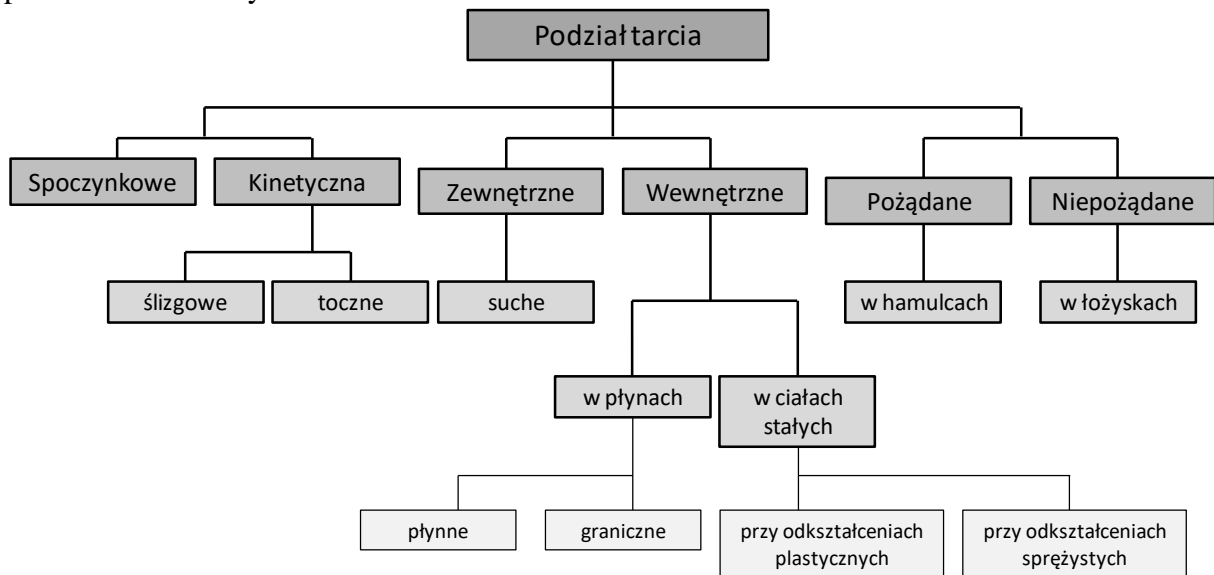 Podział tarcia
Spoczynkowe
Kinetyczna
Zewnętrzne
Wewnętrzne
Pożądane
Niepożądane
ślizgowe
toczne
suche
w hamulcach
w łożyskach
w płynach
w ciałach
stałych
płynne
graniczne
przy odkształceniach
plastycznych
przy odkształceniach
sprężystych